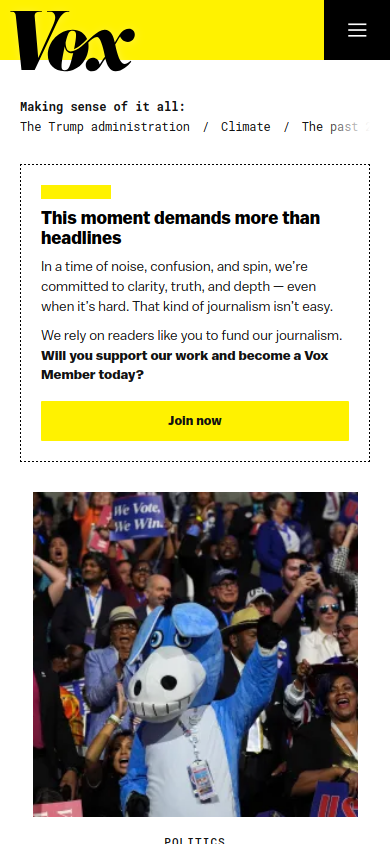 Vox
Making sense of it all:
The Trump administration / Climate / The past
This moment demands more than
headlines
In a time of noise, confusion, and spin, we're
committed to clarity, truth, and depth — even
when it's hard. That kind of journalism isn't easy.
We rely on readers like you to fund our journalism.
Will you support our work and become a Vox
Member today?
Join now
We Vote,
We Win.
POLITICS